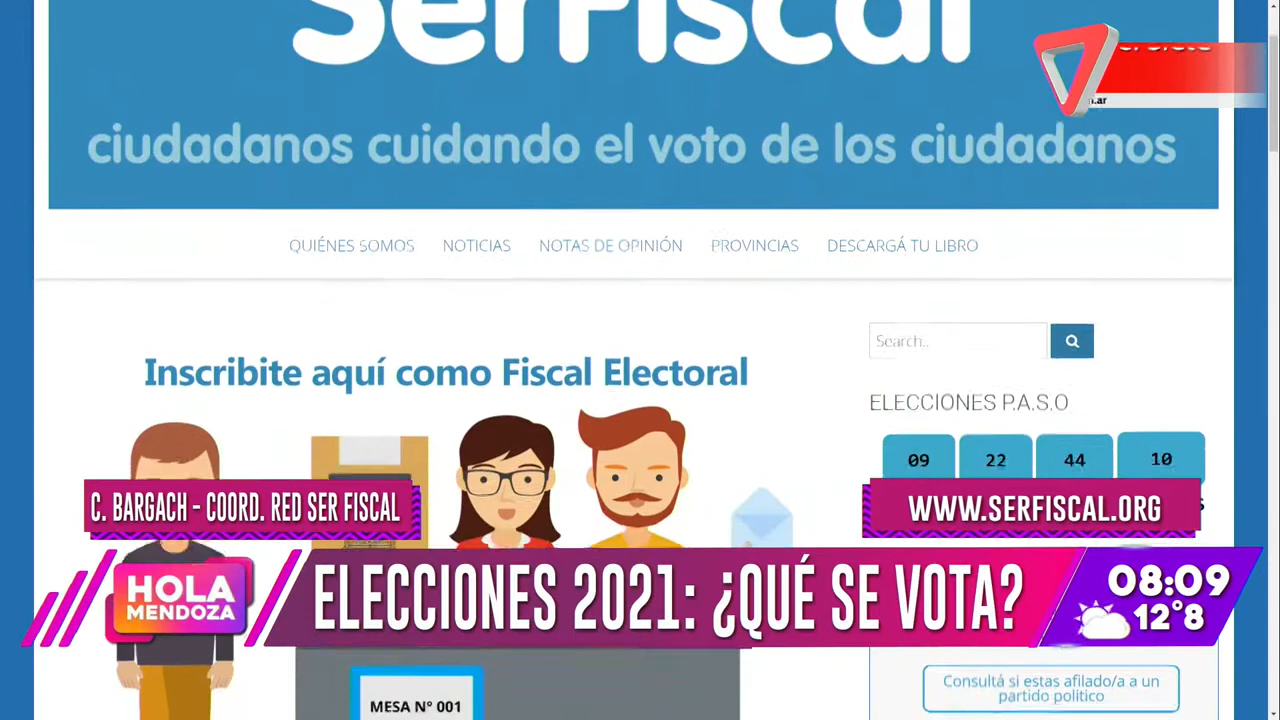 SerFiscal
ciudadanos cuidando el voto de los ciudadanos
QUIÉNES SOMOS NOTICIAS NOTAS DE OPINIÓN PROVINCIAS DESCARGÁ TU LIBRO
Search..
Inscribite aquí como Fiscal Electoral
ELECCIONES P.A.S.O
09 22 44 10
C. BARGACH - COORD. RED SER FISCAL
WWW.SERFISCAL.ORG
HOLA
MENDOZA
ELECCIONES 2021: ¿QUÉ SE VOTA?
08:09
12°8
Consultá si estas afilado/a a un
partido politico
MESA N° 001